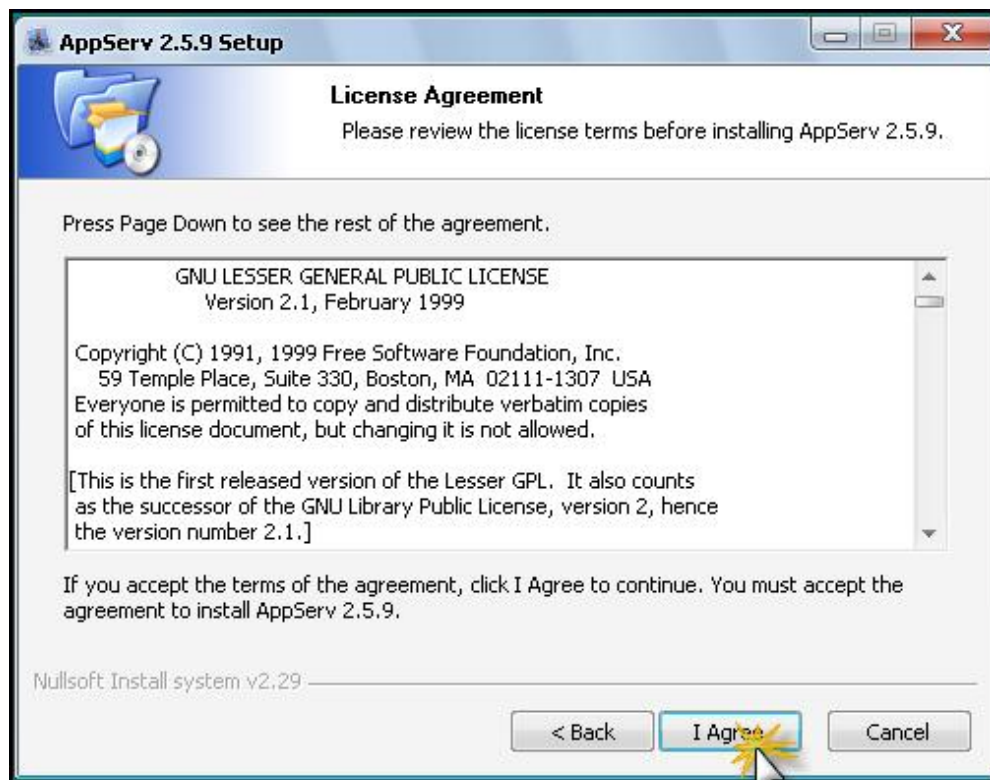 AppServ 2.5.9 Setup
License Agreement
Please review the license terms before installing AppServ 2.5.9.
Press Page Down to see the rest of the agreement.
GNU LESSER GENERAL PUBLIC LICENSE
Version 2.1, February 1999
Copyright (C) 1991, 1999 Free Software Foundation, Inc.
59 Temple Place, Suite 330, Boston, MA 02111-1307 USA
Everyone is permitted to copy and distribute verbatim copies
of this license document, but changing it is not allowed.
[This is the first released version of the Lesser GPL. It also counts
as the successor of the GNU Library Public License, version 2, hence
the version number 2.1.]
If you accept the terms of the agreement, click I Agree to continue. You must accept the
agreement to install AppServ 2.5.9.
Nullsoft Install system v2.29
< Back I Agree Cancel